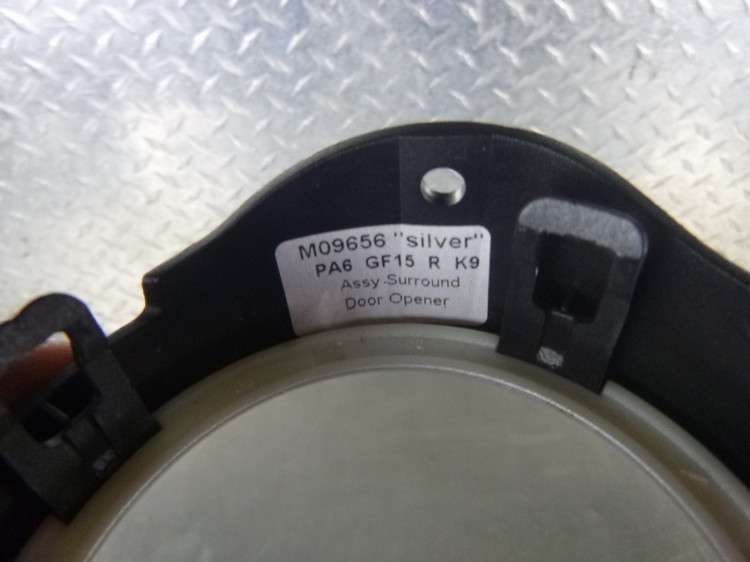 M09656 "silver"
PA6 GF15 R K9
Assy-Surround
Door Opener